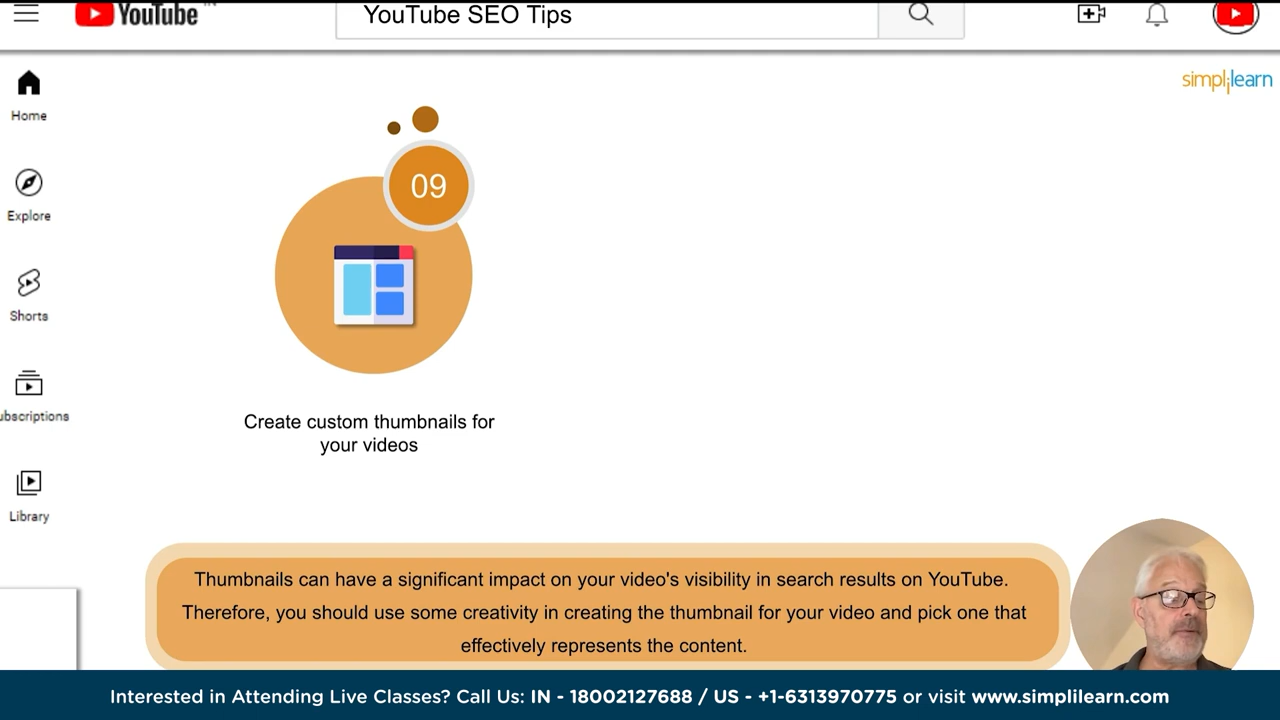 YouTube
YouTube SEO Tips
simplilearn
Home
09
Explore
Shorts
ubscriptions
Create custom thumbnails for
your videos
Library
Thumbnails can have a significant impact on your video's visibility in search results on YouTube.
Therefore, you should use some creativity in creating the thumbnail for your video and pick one that
effectively represents the content.
Interested in Attending Live Classes? Call Us: IN - 18002127688 / US - +1-6313970775 or visit www.simplilearn.com